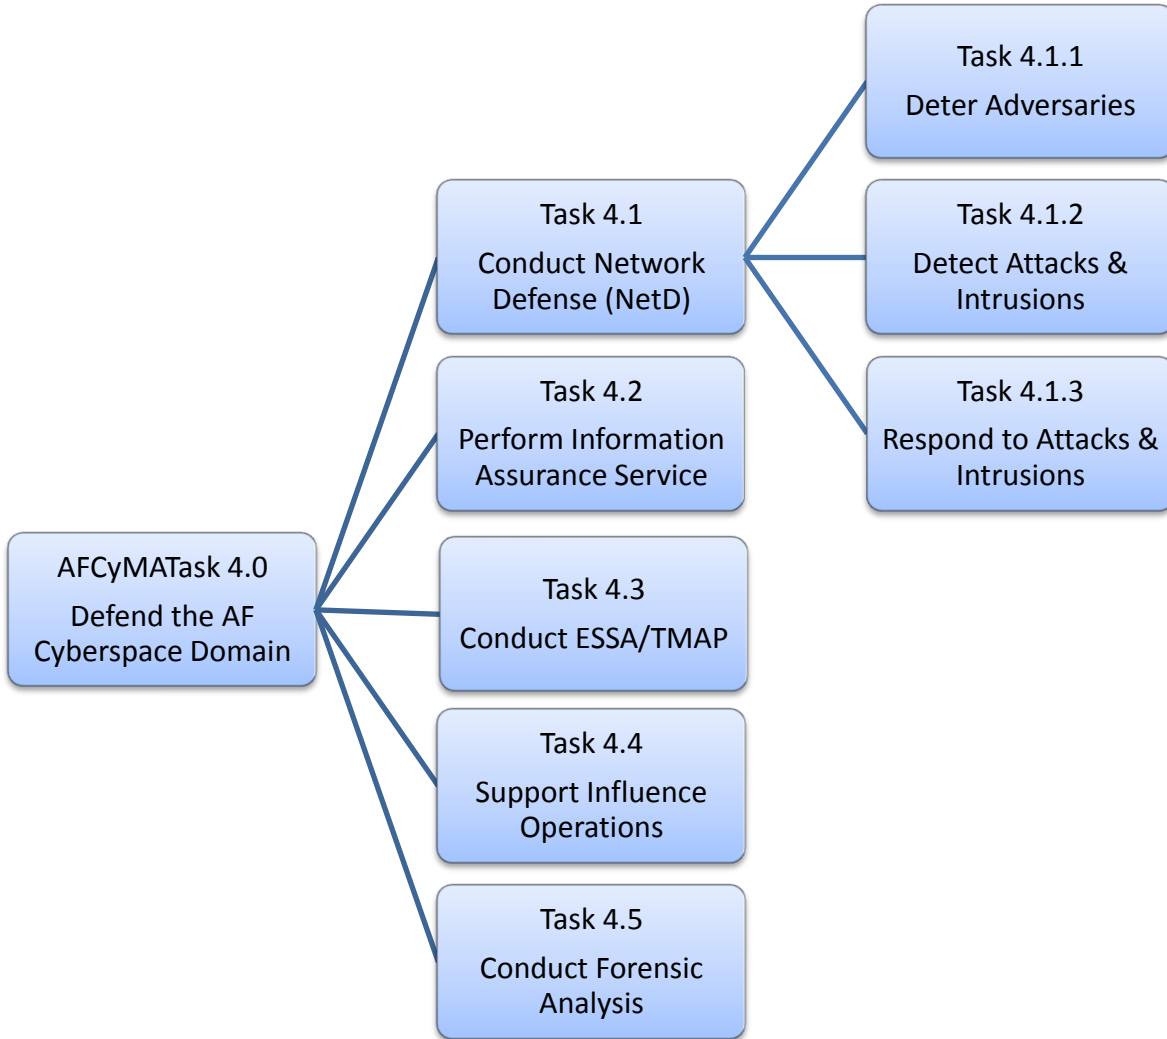 AFCyMATask 4.0
Defend the AF
Cyberspace Domain
Task 4.1
Conduct Network
Defense (NetD)
Task 4.1.1
Deter Adversaries
Task 4.1.2
Detect Attacks &
Intrusions
Task 4.1.3
Respond to Attacks &
Intrusions
Task 4.2
Perform Information
Assurance Service
Task 4.3
Conduct ESSA/TMAP
Task 4.4
Support Influence
Operations
Task 4.5
Conduct Forensic
Analysis